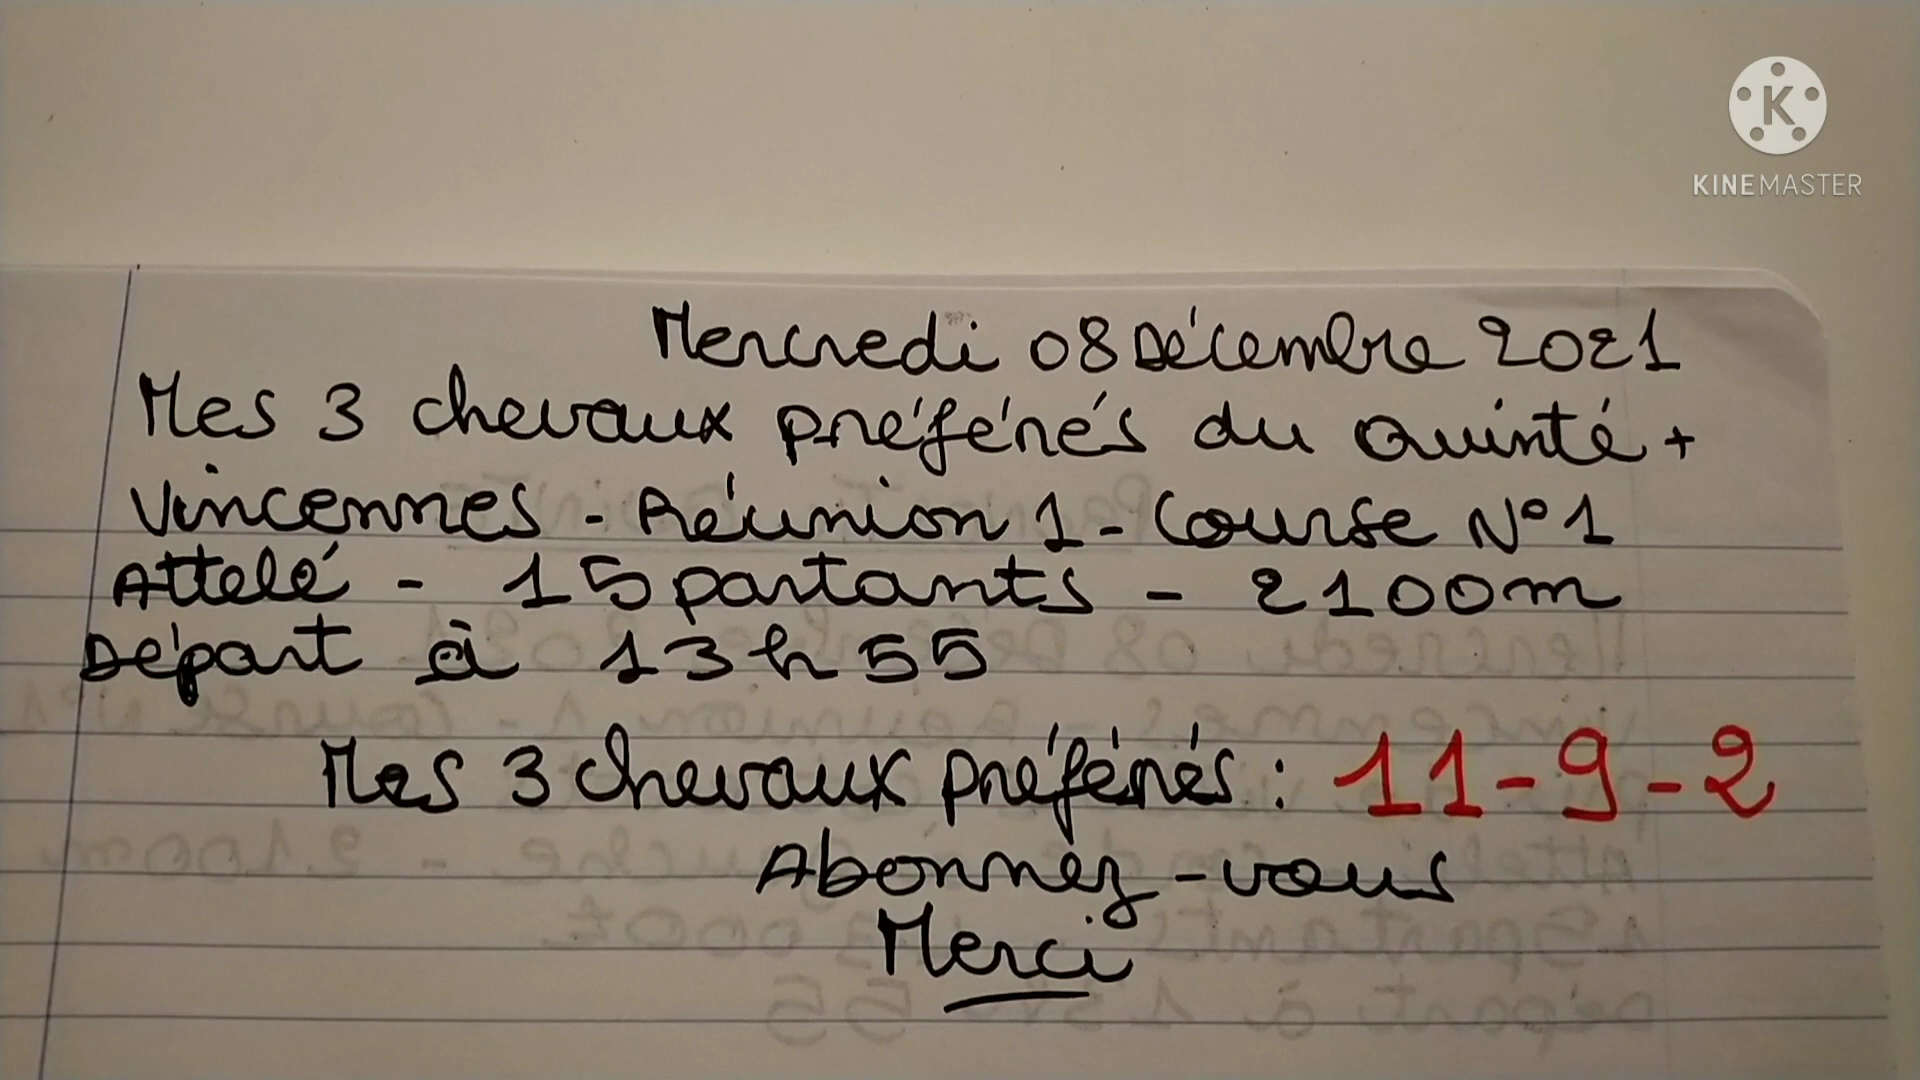 KINEMASTER
Mercredi 08 Décembre 2021
Mes 3 chevaux préférés du Quinté +
Vincennes - Réunion 1 - Course N°1
Attelé - 15 partants - 2100m
Départ à 13h55
Mes 3 chevaux préférés : 11-9-2
Abonnez-vous
Merci